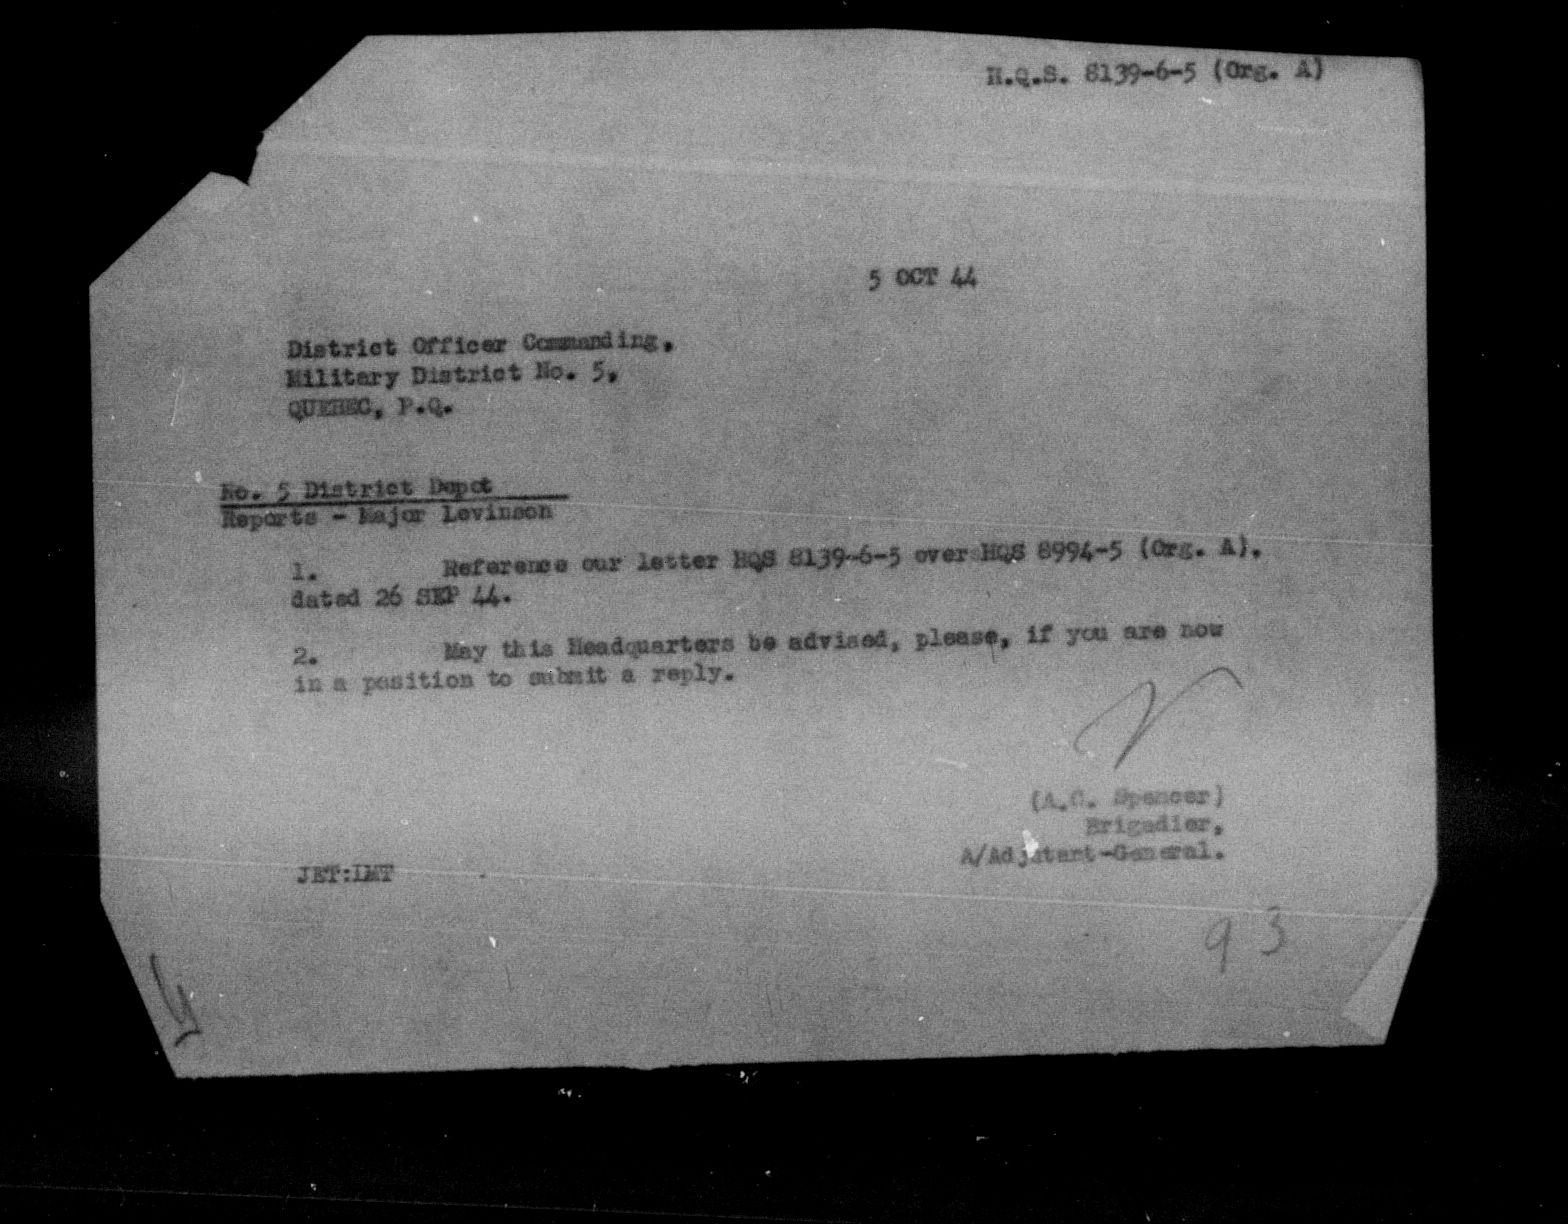 H.Q.S. 8139-6-5 (Org. A)
5 OCT 44
District Officer Commanding,
Military District No. 5,
QUEBEC, P.Q.
No. 5 District Depot
Reports - Major Levinson
1. Reference our letter HQS 8139-6-5 over HQS 8994-5 (Org. A),
dated 26 SEP 44.
2. May this Headquarters be advised, please, if you are now
in a position to submit a reply.
(A.C. Spencer)
Brigadier,
A/Adjutant-General.
JET:LMT
93